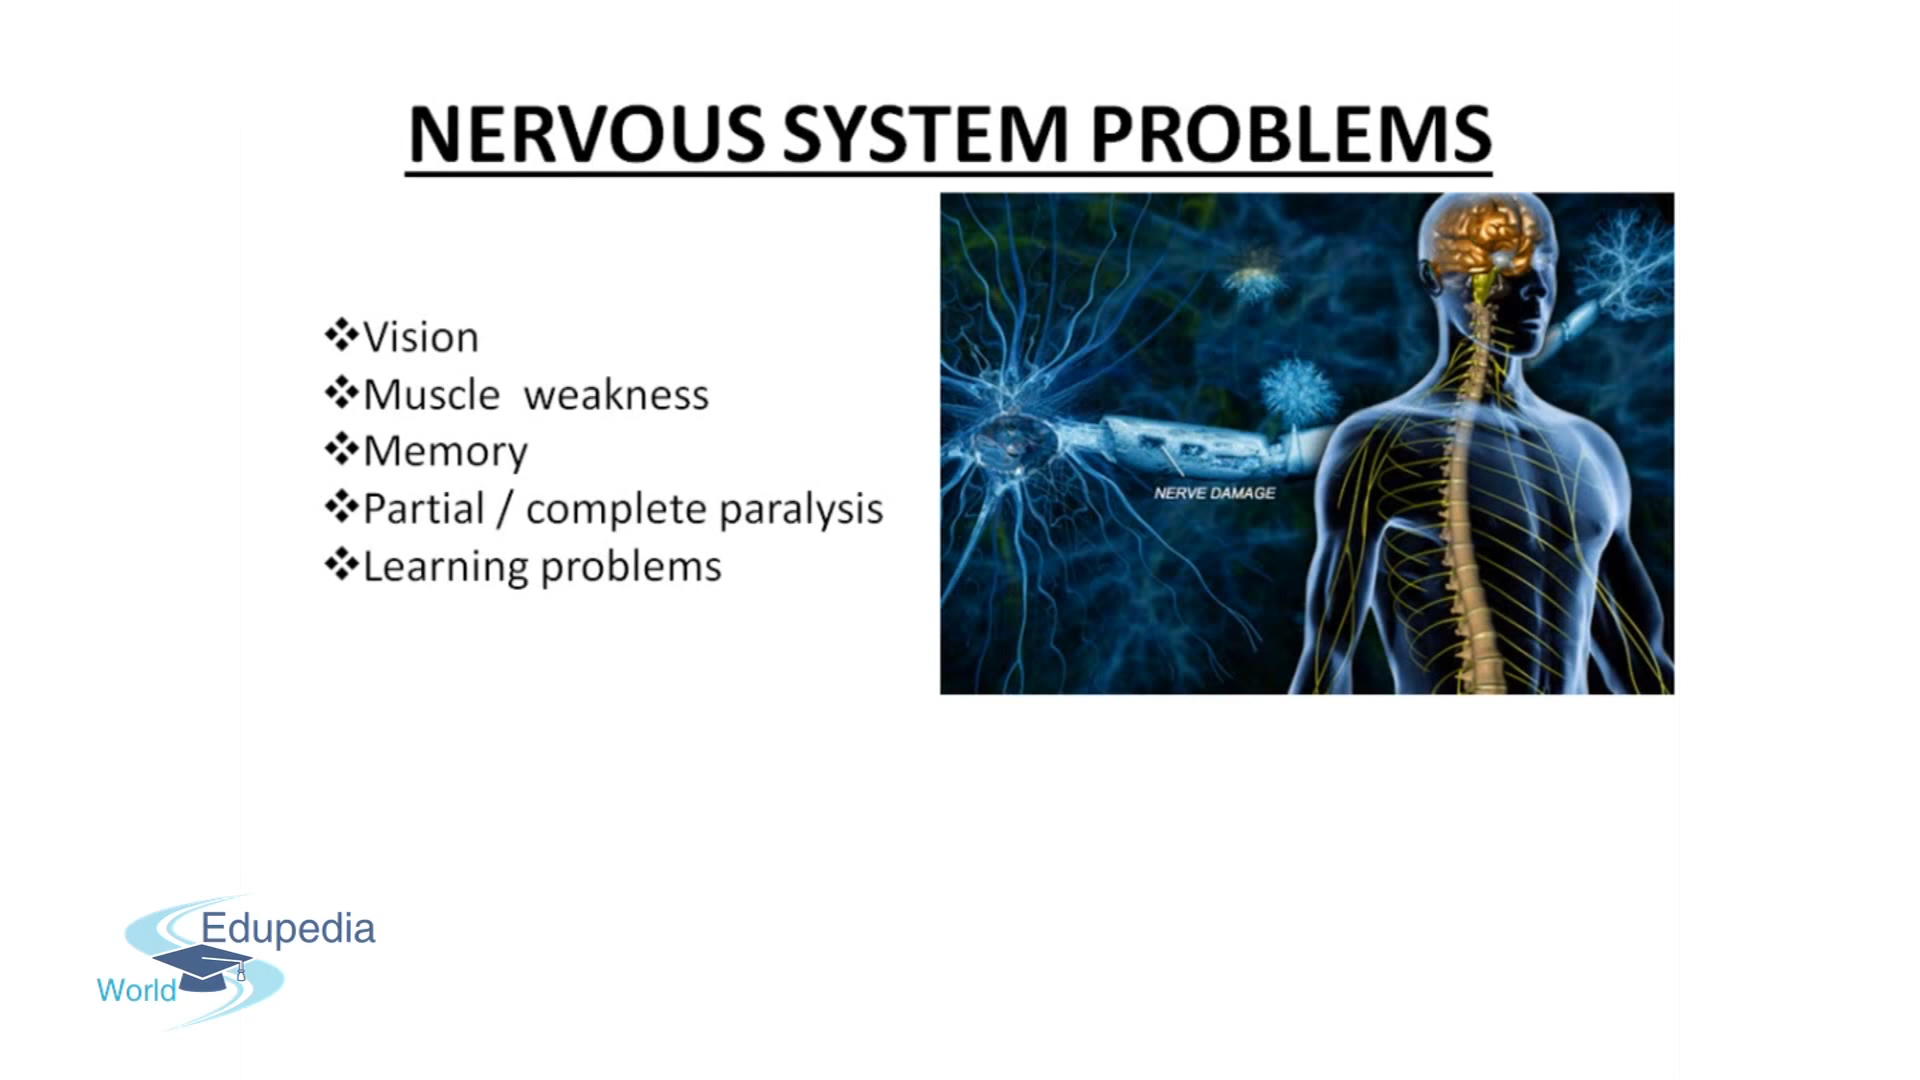 NERVOUS SYSTEM PROBLEMS
❖Vision
❖Muscle weakness
❖Memory
❖Partial / complete paralysis
❖Learning problems
NERVE DAMAGE
Edupedia
World